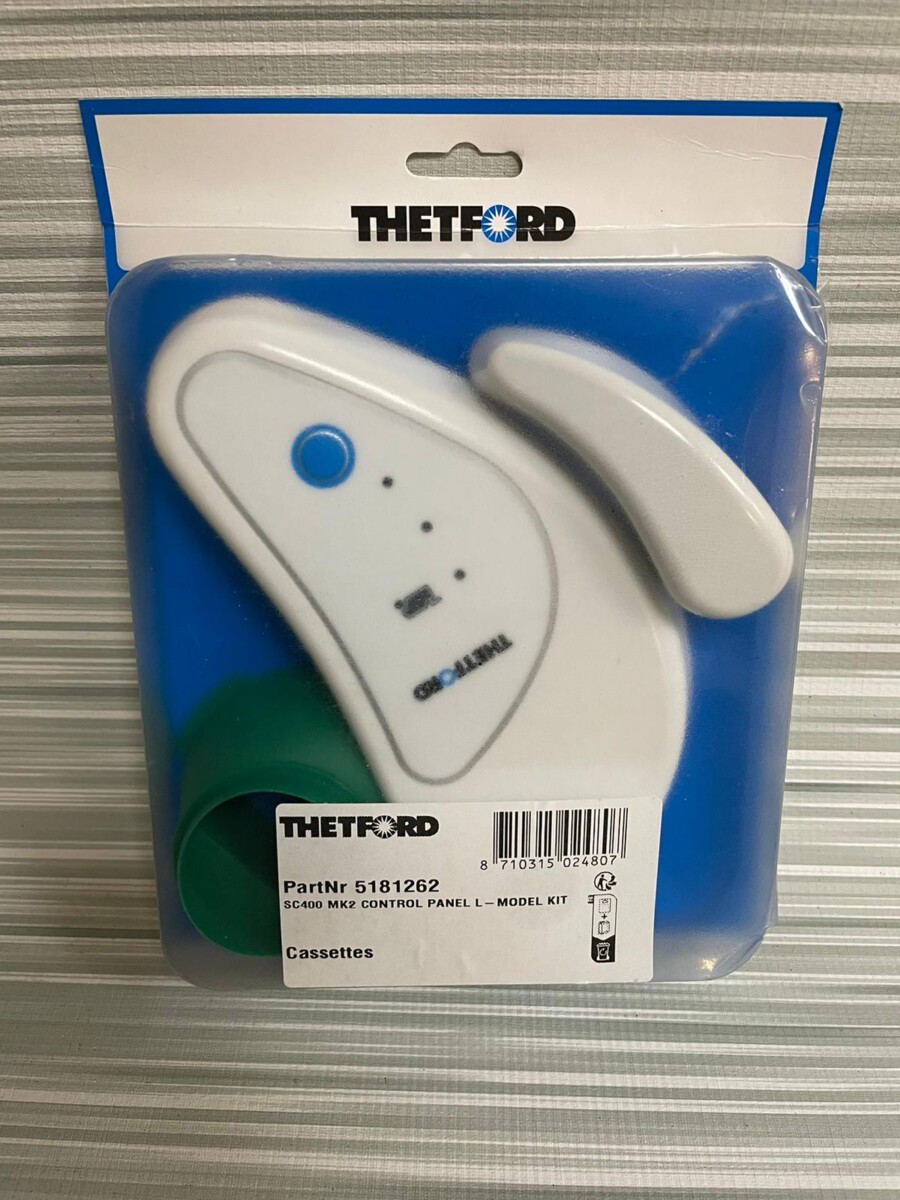 THETFORD
THETFORD
THETFORD
8 710315 024807
PartNr 5181262
SC400 MK2 CONTROL PANEL L-MODEL KIT
Cassettes